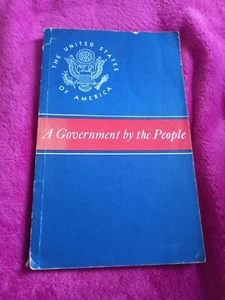 THE UNITED STATES
OF AMERICA
A Government by the People